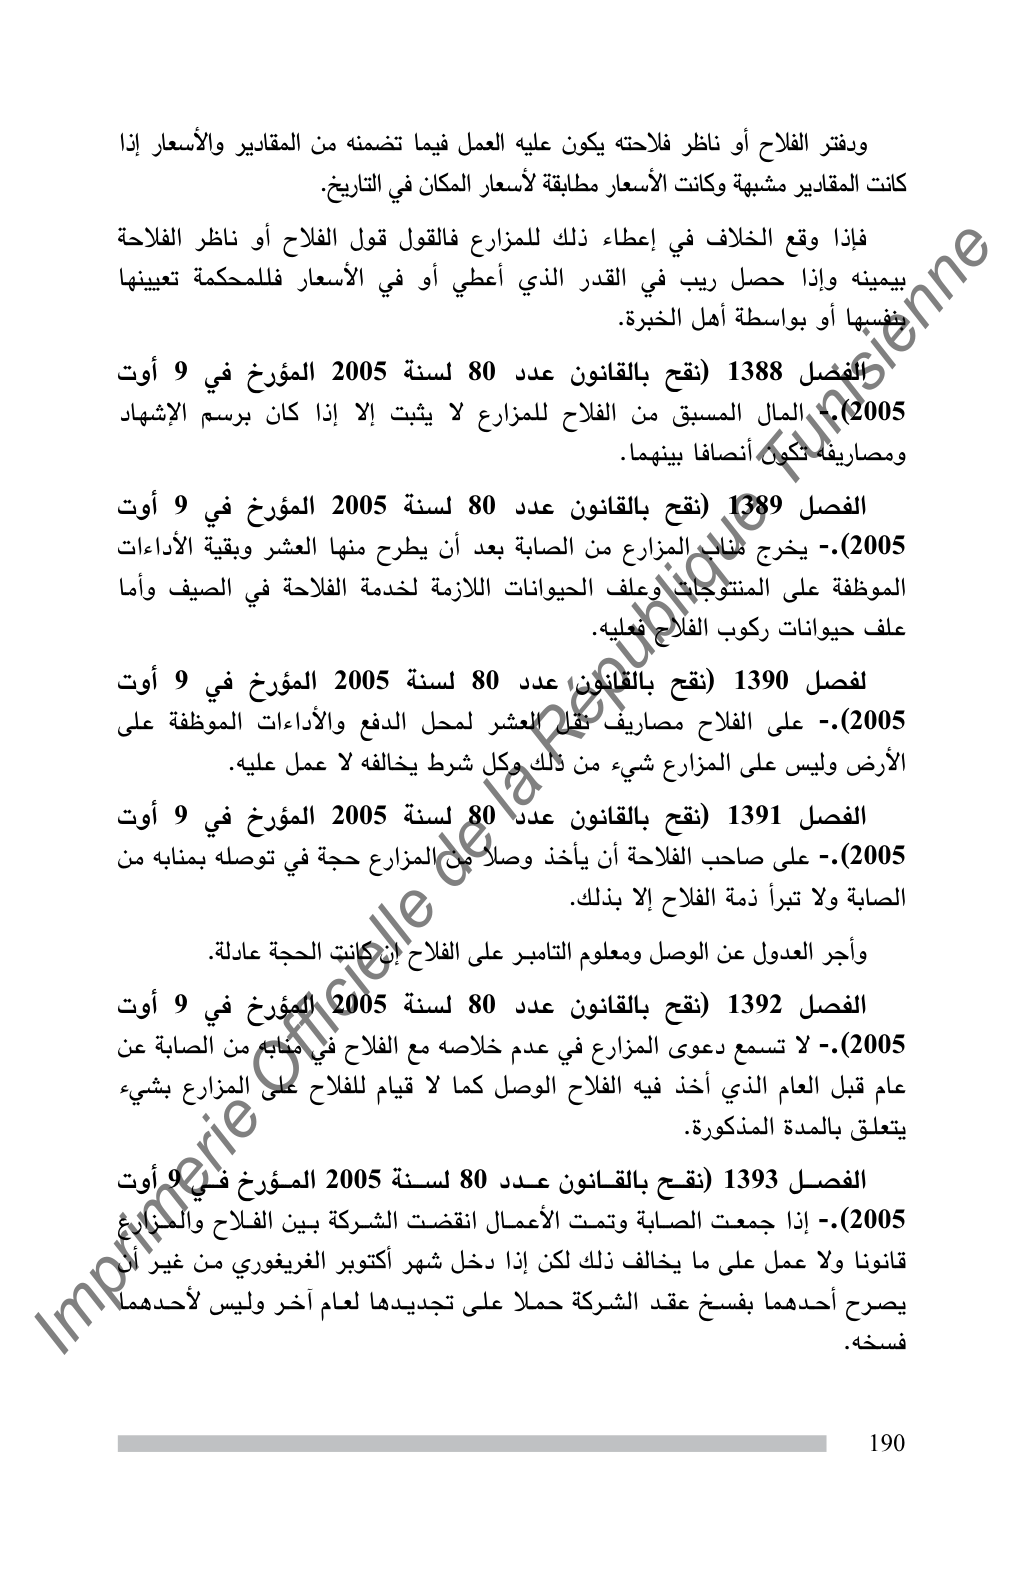 ودفتر الفلاح أو ناظر فلاحته يكون عليه العمل فيما تضمنه من المقادير والأسعار إذا
كانت المقادير مشبهة وكانت الأسعار مطابقة لأسعار المكان في التاريخ.
فإذا وقع الخلاف في إعطاء ذلك للمزارع فالقول قول الفلاح أو ناظر الفلاحة
بيمينه وإذا حصل ريب في القدر الذي أعطي أو في الأسعار فللمحكمة تعيينها
بنفسها أو بواسطة أهل الخبرة.
الفصل 1388 (نقح بالقانون عدد 80 لسنة 2005 المؤرخ في 9 أوت
2005).- المال المسبق من الفلاح للمزارع لا يثبت إلا إذا كان برسم الإشهاد
ومصاريفه تكون أنصافا بينهما.
الفصل 1389 (نقح بالقانون عدد 80 لسنة 2005 المؤرخ في 9 أوت
2005).- يخرج مناب المزارع من الصابة بعد أن يطرح منها العشر وبقية الأداءات
الموظفة على المنتوجات وعلف الحيوانات اللازمة لخدمة الفلاحة في الصيف وأما
علف حيوانات ركوب الفلاح فعليه.
لفصل 1390 (نقح بالقانون عدد 80 لسنة 2005 المؤرخ في 9 أوت
2005).- على الفلاح مصاريف نقل العشر لمحل الدفع والأداءات الموظفة على
الأرض وليس على المزارع شيء من ذلك وكل شرط يخالفه لا عمل عليه.
الفصل 1391 (نقح بالقانون عدد 80 لسنة 2005 المؤرخ في 9 أوت
2005).- على صاحب الفلاحة أن يأخذ وصلا من المزارع حجة في توصله بمنابه من
الصابة ولا تبرأ ذمة الفلاح إلا بذلك.
وأجر العدول عن الوصل ومعلوم التامبر على الفلاح إن كانت الحجة عادلة.
الفصل 1392 (نقح بالقانون عدد 80 لسنة 2005 المؤرخ في 9 أوت
2005).- لا تسمع دعوى المزارع في عدم خلاصه مع الفلاح في منابه من الصابة عن
عام قبل العام الذي أخذ فيه الفلاح الوصل كما لا قيام للفلاح على المزارع بشيء
يتعلق بالمدة المذكورة.
الفصل 1393 (نقح بالقانون عدد 80 لسنة 2005 المؤرخ في 9 أوت
2005).- إذا جمعت الصابة وتمت الأعمال انقضت الشركة بين الفلاح والمزارع
قانونا ولا عمل على ما يخالف ذلك لكن إذا دخل شهر أكتوبر الغريغوري من غير أن
يصرح أحدهما بفسخ عقد الشركة حملا على تجديدها لعام آخر وليس لأحدهما
فسخه.
190
Imprimerie Officielle de la République Tunisienne